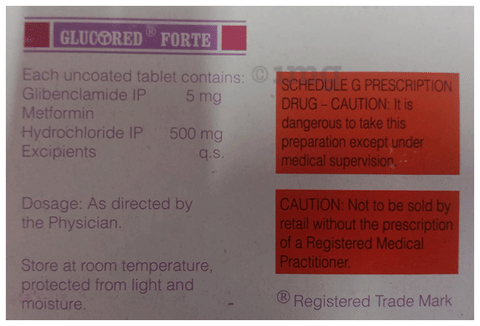 GLUCORED ® FORTE
Each uncoated tablet contains:
Glibenclamide IP 5 mg
Metformin
Hydrochloride IP 500 mg
Excipients q.s.
Dosage: As directed by
the Physician.
Store at room temperature,
protected from light and
moisture.
©1mg
SCHEDULE G PRESCRIPTION
DRUG – CAUTION: It is
dangerous to take this
preparation except under
medical supervision.
CAUTION: Not to be sold by
retail without the prescription
of a Registered Medical
Practitioner.
® Registered Trade Mark